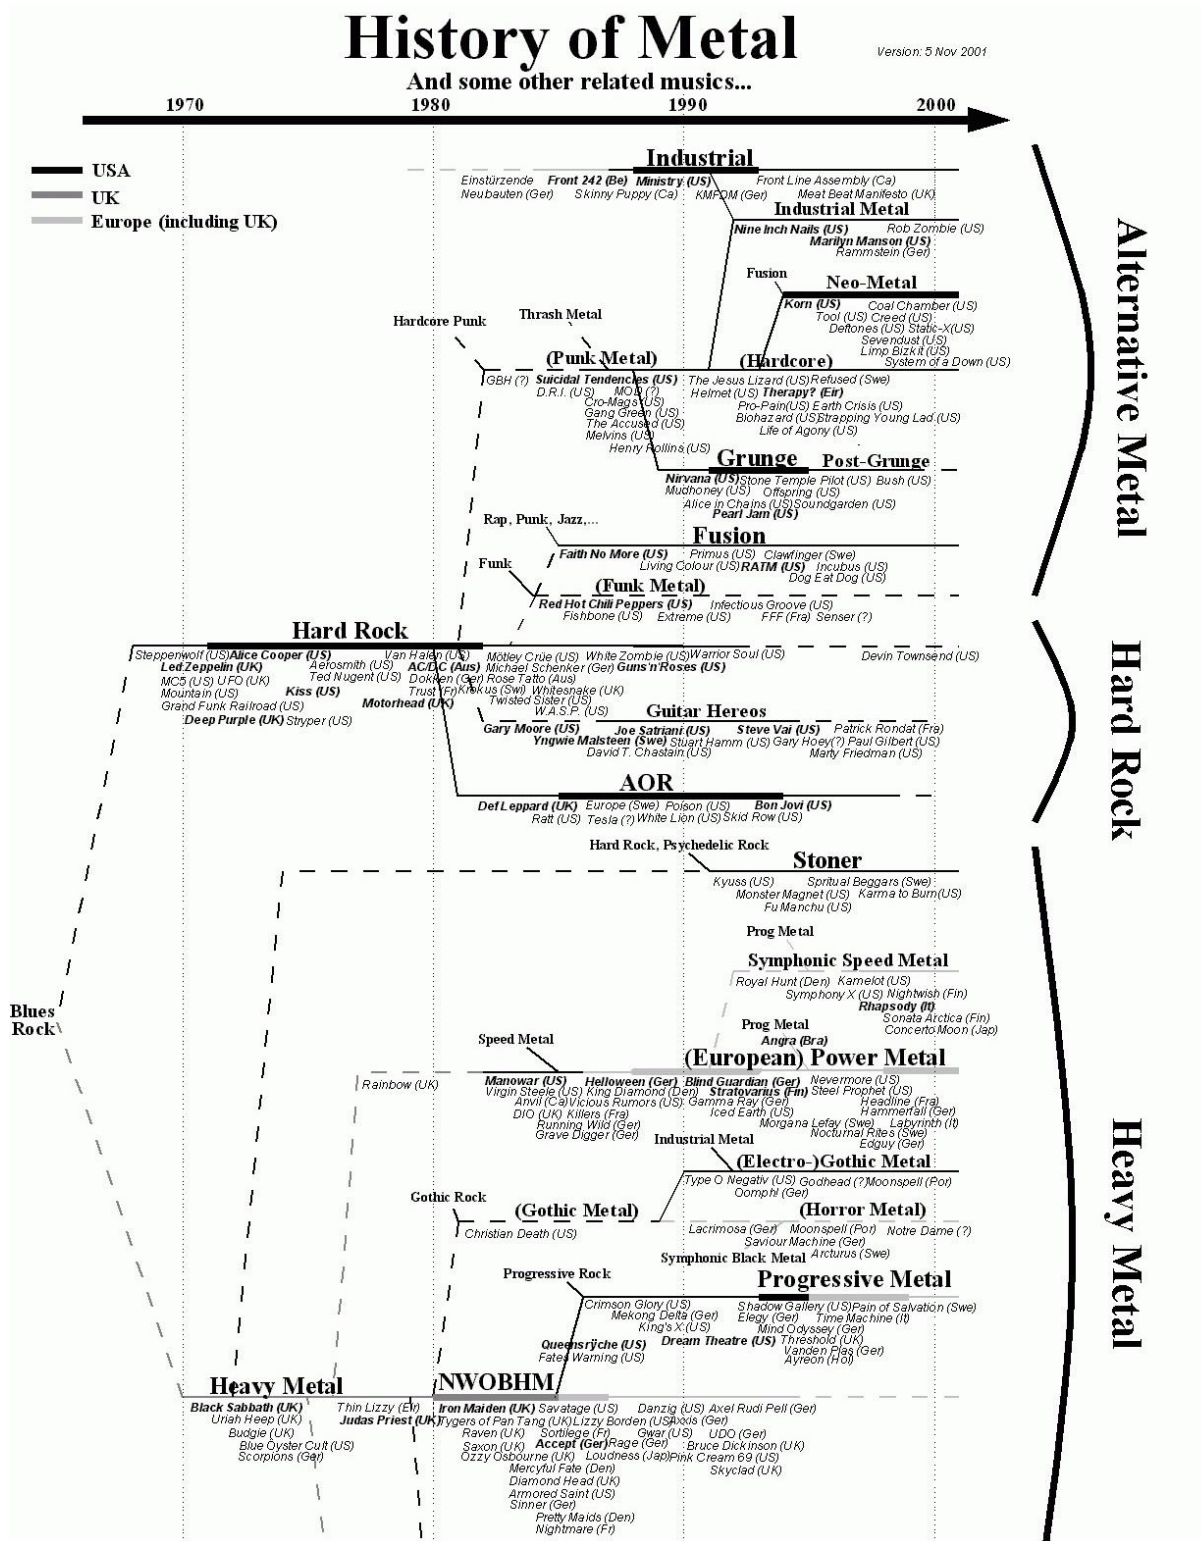 History of Metal
Version: 5 Nov 2001
And some other related musics...
1970 1980 1990 2000
USA
UK
Europe (including UK)
Industrial
Einstürzende Front 242 (Be) Ministry (US) Front Line Assembly (Ca)
Neubauten (Ger) Skinny Puppy (Ca) KMFDM (Ger) Meat Beat Manifesto (UK)
Industrial Metal
Nine Inch Nails (US) Rob Zombie (US)
Marilyn Manson (US)
Rammstein (Ger)
Fusion
Neo-Metal
Korn (US) Coal Chamber (US)
Tool (US) Creed (US)
Deftones (US) Static-X(US)
Sevendust (US)
Limp Bizkit (US)
System of a Down (US)
Hardcore Punk
Thrash Metal
(Punk Metal) (Hardcore)
GBH (?) Suicidal Tendencies (US) The Jesus Lizard (US) Refused (Swe)
D.R.I. (US) MOD (?) Helmet (US) Therapy? (Eir)
Cro-Mags (US) Pro-Pain(US) Earth Crisis (US)
Gang Green (US) Biohazard (US) Strapping Young Lad (US)
The Accused (US) Life of Agony (US)
Melvins (US)
Henry Rollins (US)
Grunge Post-Grunge
Nirvana (US) Stone Temple Pilot (US) Bush (US)
Mudhoney (US) Offspring (US)
Alice in Chains (US) Soundgarden (US)
Pearl Jam (US)
Rap, Punk, Jazz,...
Fusion
Faith No More (US) Primus (US) Clawfinger (Swe)
Living Colour (US) RATM (US) Incubus (US)
Dog Eat Dog (US)
Funk
(Funk Metal)
Red Hot Chili Peppers (US) Infectious Groove (US)
Fishbone (US) Extreme (US) FFF (Fra) Senser (?)
Alternative Metal
Hard Rock
Steppenwolf (US) Alice Cooper (US) Van Halen (US) Mötley Crüe (US) White Zombie (US) Warrior Soul (US) Devin Townsend (US)
Led Zeppelin (UK) Aerosmith (US) AC/DC (Aus) Michael Schenker (Ger) Guns'n'Roses (US)
MC5 (US) UFO (UK) Ted Nugent (US) Dokken (Ger) Rose Tatto (Aus)
Mountain (US) Kiss (US) Trust (Fr) Krokus (Swi) Whitesnake (UK)
Grand Funk Railroad (US) Motorhead (UK) Twisted Sister (US)
Deep Purple (UK) Stryper (US) W.A.S.P. (US)
Guitar Hereos
Gary Moore (US) Joe Satriani (US) Steve Vai (US) Patrick Rondat (Fra)
Yngwie Malsteen (Swe) Stuart Hamm (US) Gary Hoey(?) Paul Gilbert (US)
David T. Chastain (US) Marty Friedman (US)
AOR
Def Leppard (UK) Europe (Swe) Poison (US) Bon Jovi (US)
Ratt (US) Tesla (?) White Lion (US) Skid Row (US)
Hard Rock
Hard Rock, Psychedelic Rock
Stoner
Kyuss (US) Spritual Beggars (Swe)
Monster Magnet (US) Karma to Burn(US)
Fu Manchu (US)
Prog Metal
Symphonic Speed Metal
Royal Hunt (Den) Kamelot (US)
Symphony X (US) Nightwish (Fin)
Rhapsody (It)
Sonata Arctica (Fin)
Concerto Moon (Jap)
Blues
Rock
Prog Metal
Angra (Bra)
Speed Metal
(European) Power Metal
Rainbow (UK) Manowar (US) Helloween (Ger) Blind Guardian (Ger) Nevermore (US)
Virgin Steele (US) King Diamond (Den) Stratovarius (Fin) Steel Prophet (US)
Anvil (Ca) Vicious Rumors (US) Gamma Ray (Ger) Headline (Fra)
DIO (UK) Killers (Fra) Iced Earth (US) Hammerfall (Ger)
Running Wild (Ger) Morgana Lefay (Swe) Labyrinth (It)
Grave Digger (Ger) Nocturnal Rites (Swe)
Edguy (Ger)
Industrial Metal
(Electro-)Gothic Metal
Type O Negativ (US) Godhead (?) Moonspell (Por)
Oomph! (Ger)
Gothic Rock
(Gothic Metal) (Horror Metal)
Christian Death (US) Lacrimosa (Ger) Moonspell (Por) Notre Dame (?)
Saviour Machine (Ger)
Symphonic Black Metal Arcturus (Swe)
Progressive Rock
Progressive Metal
Crimson Glory (US) Shadow Gallery (US) Pain of Salvation (Swe)
Mekong Delta (Ger) Elegy (Ger) Time Machine (It)
King's X (US) Mind Odyssey (Ger)
Queensrÿche (US) Dream Theatre (US) Threshold (UK)
Fates Warning (US) Vanden Plas (Ger)
Ayreon (Hol)
Heavy Metal NWOBHM
Black Sabbath (UK) Thin Lizzy (Eir) Iron Maiden (UK) Savatage (US) Danzig (US) Axel Rudi Pell (Ger)
Uriah Heep (UK) Judas Priest (UK) Tygers of Pan Tang (UK) Lizzy Borden (US) Axxis (Ger)
Budgie (UK) Raven (UK) Sortilege (Fr) Gwar (US) UDO (Ger)
Blue Oyster Cult (US) Saxon (UK) Accept (Ger) Rage (Ger) Bruce Dickinson (UK)
Scorpions (Ger) Ozzy Osbourne (UK) Loudness (Jap) Pink Cream 69 (US)
Mercyful Fate (Den) Skyclad (UK)
Diamond Head (UK)
Armored Saint (US)
Sinner (Ger)
Pretty Maids (Den)
Nightmare (Fr)
Heavy Metal